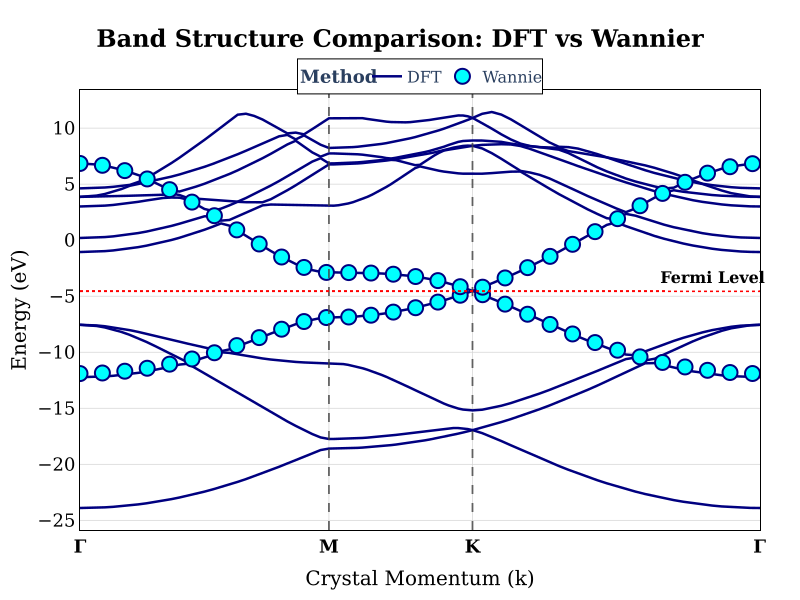 Band Structure Comparison: DFT vs Wannier
Method DFT Wannie
10
5
0
−5
−10
−15
−20
−25
Energy (eV)
Fermi Level
Γ M K Γ
Crystal Momentum (k)